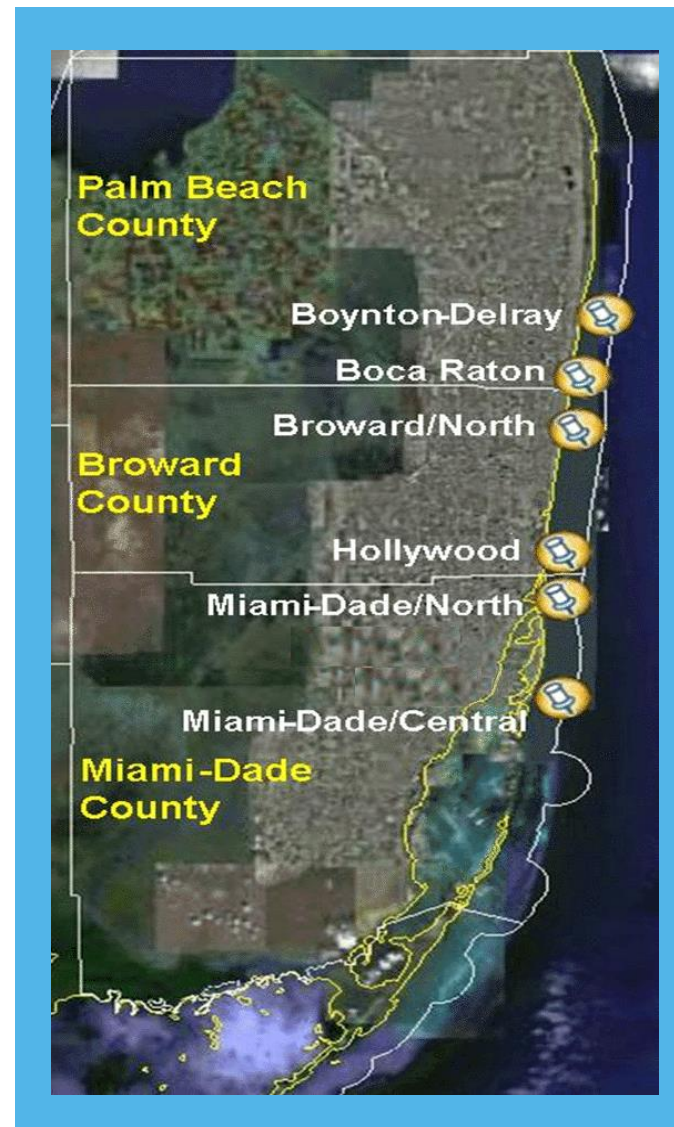 Palm Beach
County
Boynton-Delray
Boca Raton
Broward/North
Broward
County
Hollywood
Miami-Dade/North
Miami-Dade/Central
Miami-Dade
County